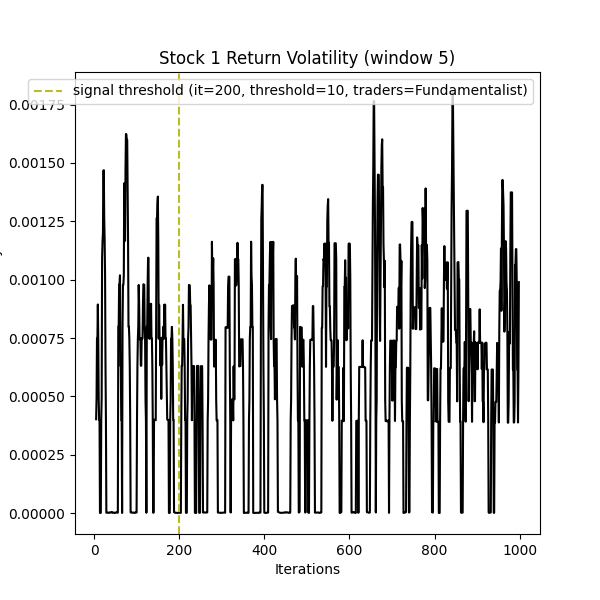 Stock 1 Return Volatility (window 5)
signal threshold (it=200, threshold=10, traders=Fundamentalist)
0.00175
0.00150
0.00125
0.00100
0.00075
0.00050
0.00025
0.00000
0 200 400 600 800 1000
Iterations